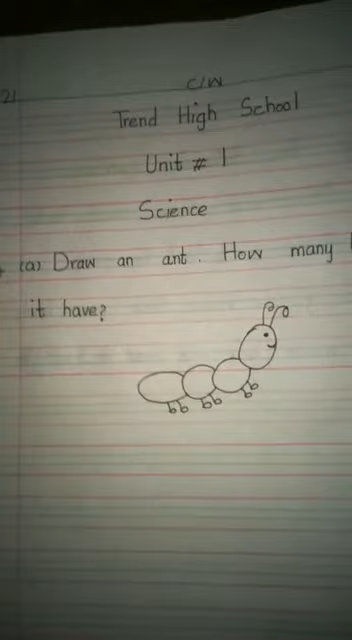 21
C/W
Trend High School
Unit # 1
Science
(a) Draw an ant. How many
it have?